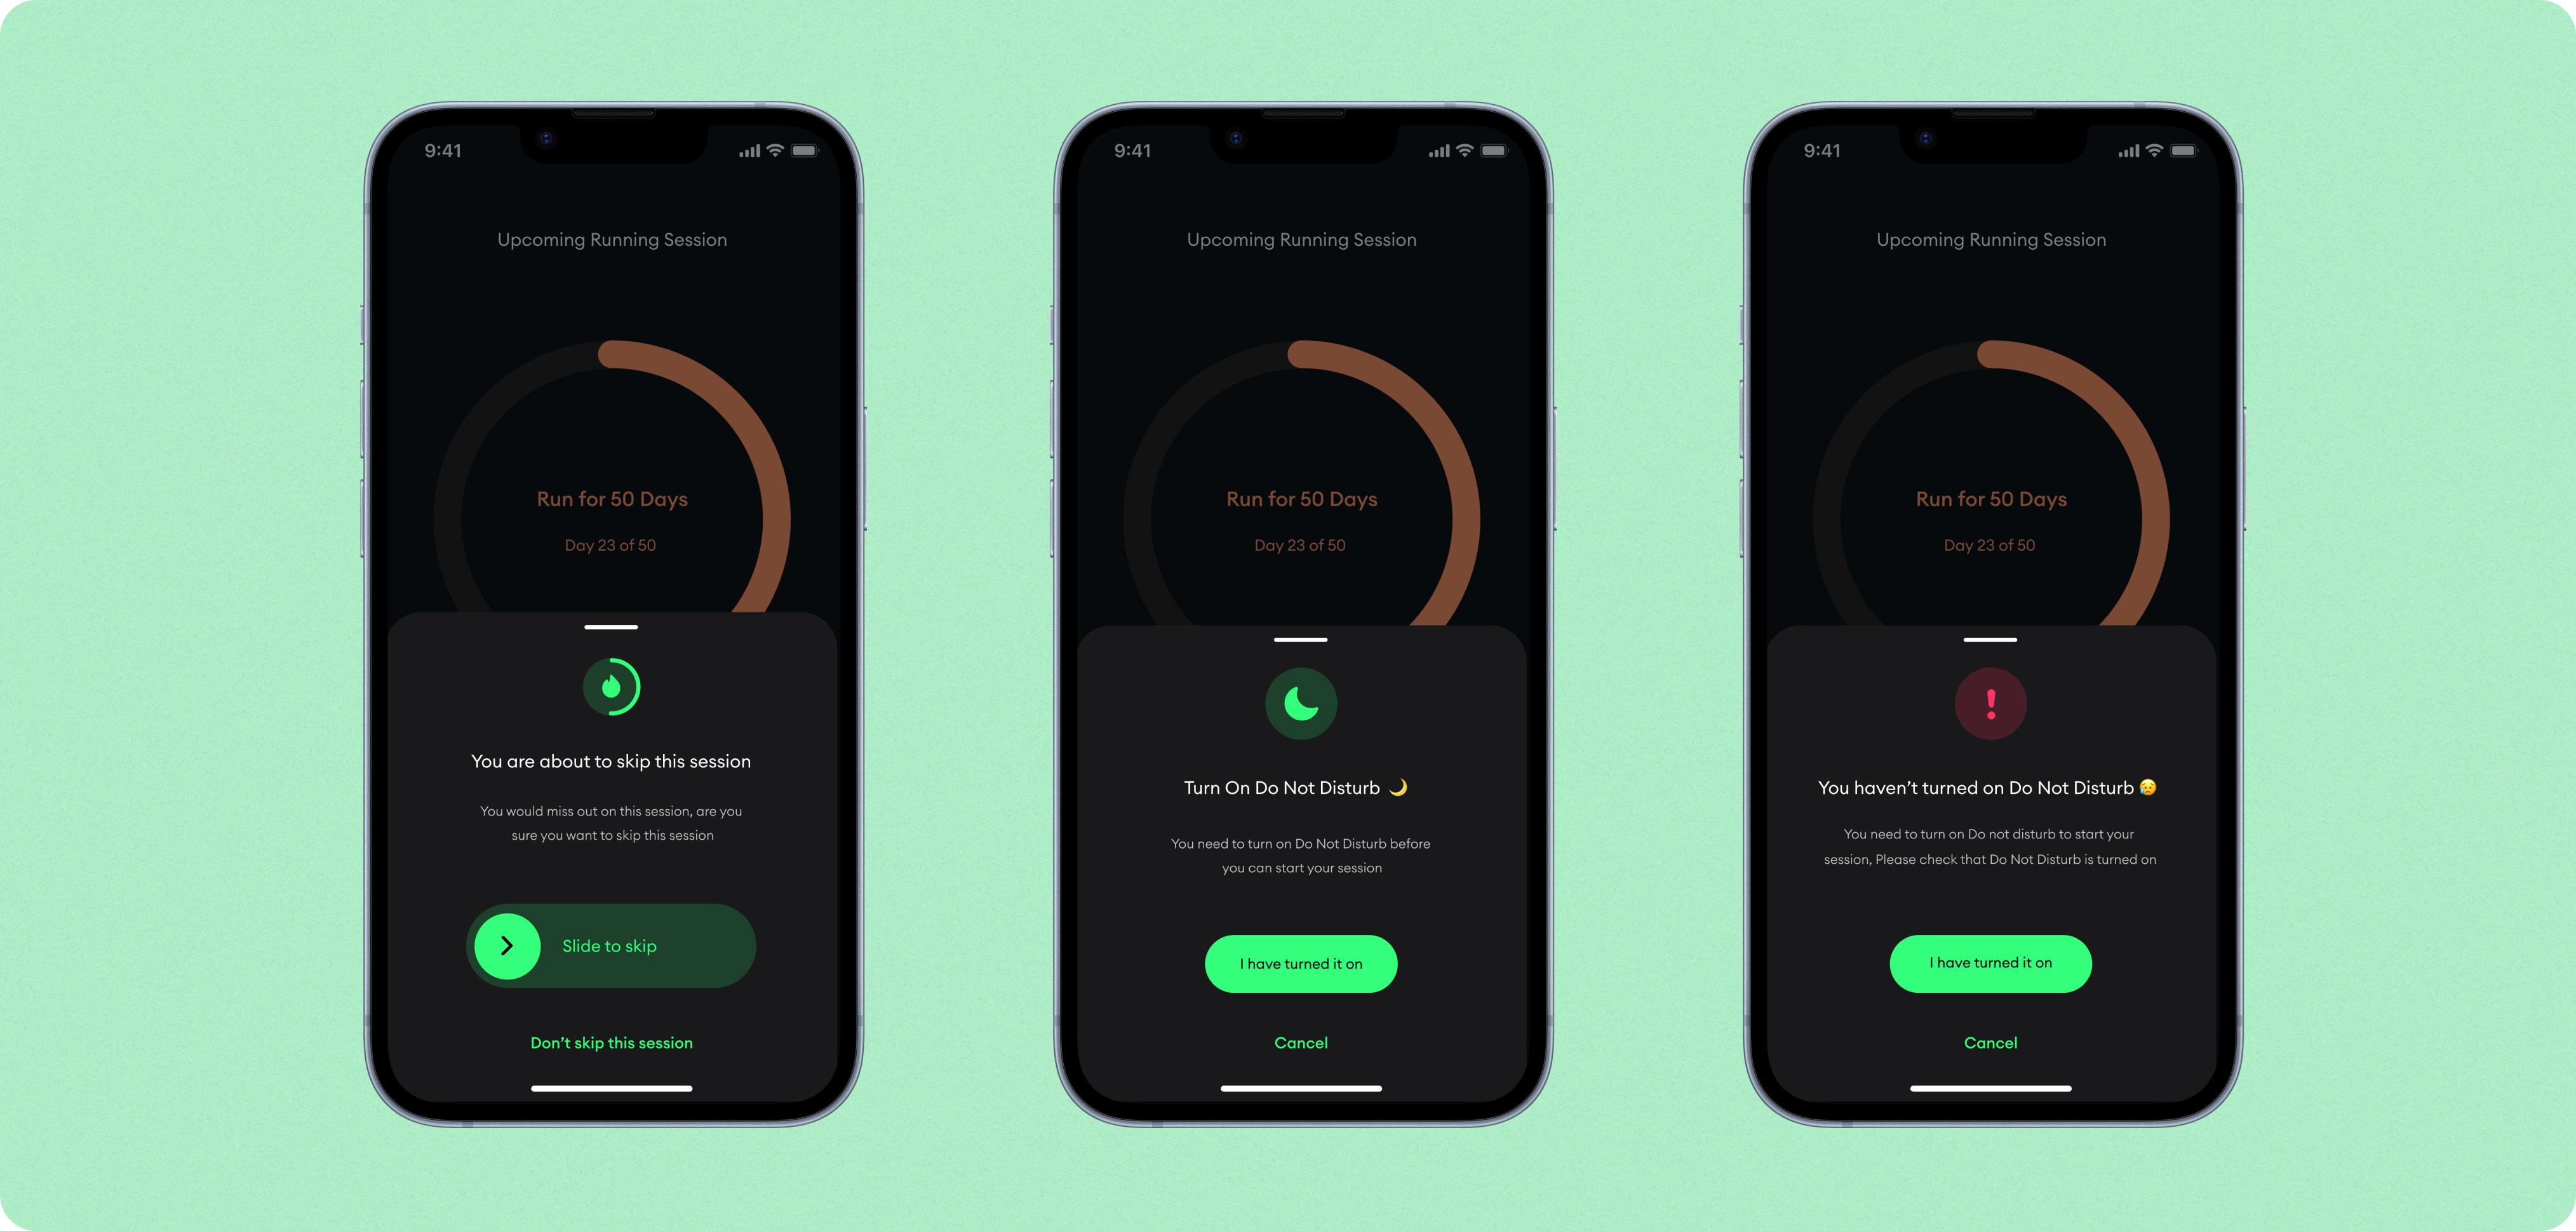 9:41
Upcoming Running Session
Run for 50 Days
Day 23 of 50
You are about to skip this session
You would miss out on this session, are you
sure you want to skip this session
Slide to skip
Don’t skip this session
9:41
Upcoming Running Session
Run for 50 Days
Day 23 of 50
Turn On Do Not Disturb 🌙
You need to turn on Do Not Disturb before
you can start your session
I have turned it on
Cancel
9:41
Upcoming Running Session
Run for 50 Days
Day 23 of 50
You haven’t turned on Do Not Disturb 😥
You need to turn on Do not disturb to start your
session, Please check that Do Not Disturb is turned on
I have turned it on
Cancel